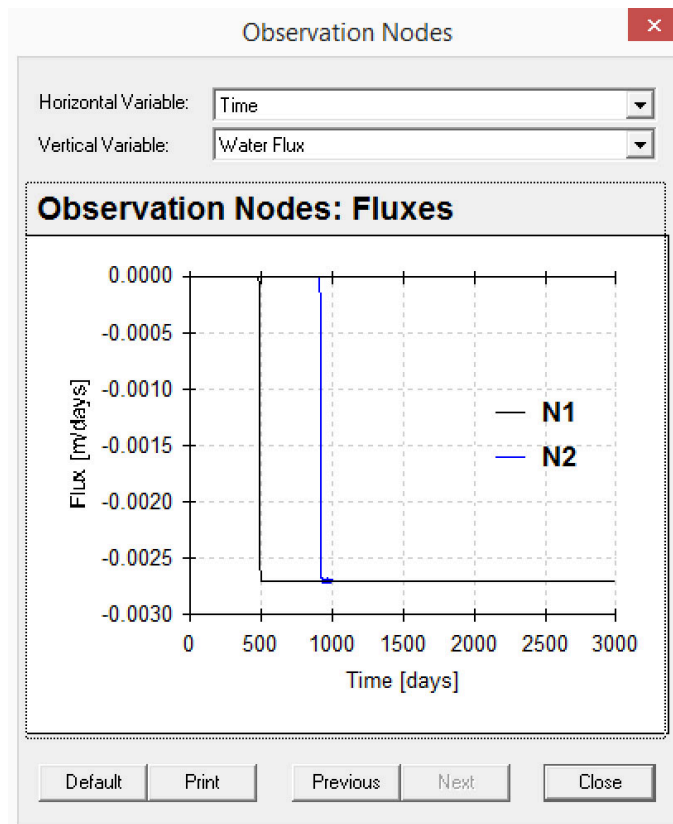 Observation Nodes
Horizontal Variable: Time
Vertical Variable: Water Flux
Observation Nodes: Fluxes
0.0000
-0.0005
-0.0010
-0.0015
-0.0020
-0.0025
-0.0030
Flux [m/days]
N1
N2
0 500 1000 1500 2000 2500 3000
Time [days]
Default Print Previous Next Close